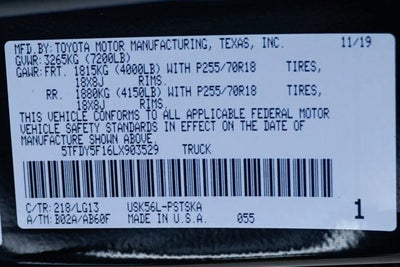 MFD.BY: TOYOTA MOTOR MANUFACTURING, TEXAS, INC. 11/19
GVWR: 3265KG (7200LB)
GAWR: FRT. 1815KG (4000LB) WITH P255/70R18 TIRES,
18X8J RIMS.
RR. 1880KG (4150LB) WITH P255/70R18 TIRES,
18X8J RIMS.
THIS VEHICLE CONFORMS TO ALL APPLICABLE FEDERAL MOTOR
VEHICLE SAFETY STANDARDS IN EFFECT ON THE DATE OF
MANUFACTURE SHOWN ABOVE.
5TFDY5F16LX903529 TRUCK
C/TR: 218/LG13 USK56L-PSTSKA
A/TM: B02A/AB60F MADE IN U.S.A. 055 1